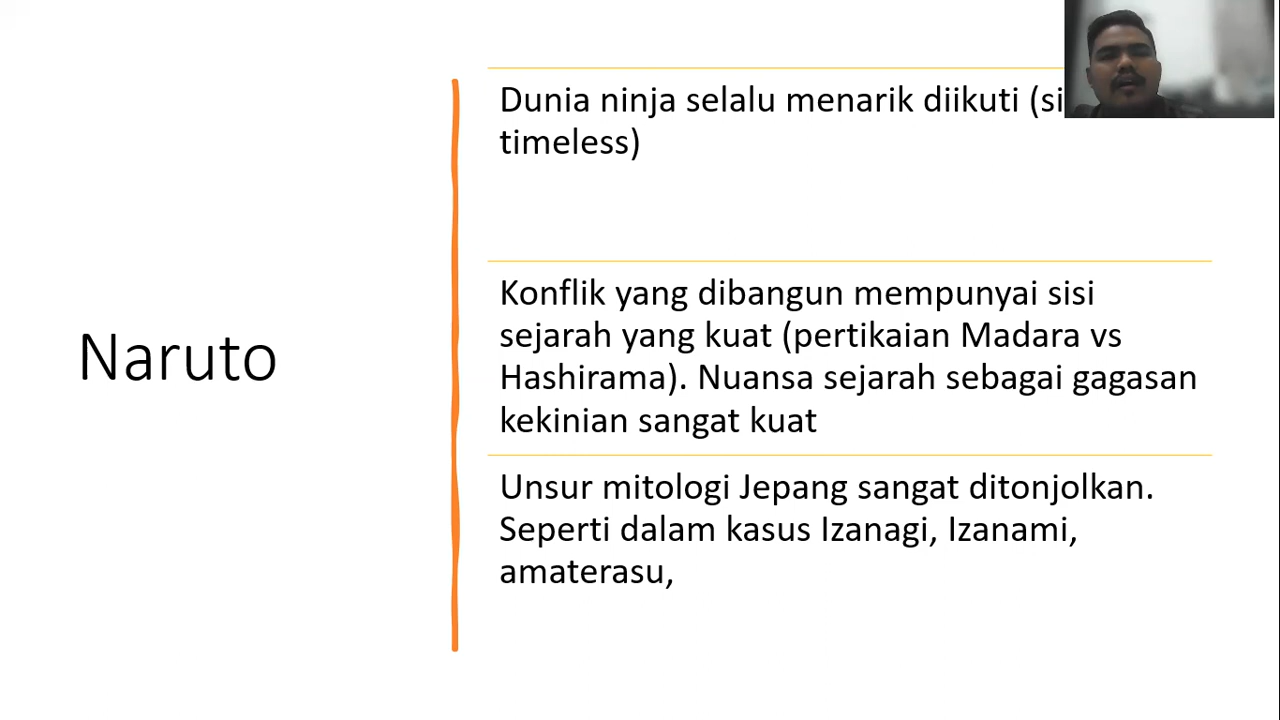 Naruto
Dunia ninja selalu menarik diikuti
timeless)
Konflik yang dibangun mempunyai sisi
sejarah yang kuat (pertikaian Madara vs
Hashirama). Nuansa sejarah sebagai gagasan
kekinian sangat kuat
Unsur mitologi Jepang sangat ditonjolkan.
Seperti dalam kasus Izanagi, Izanami,
amaterasu,